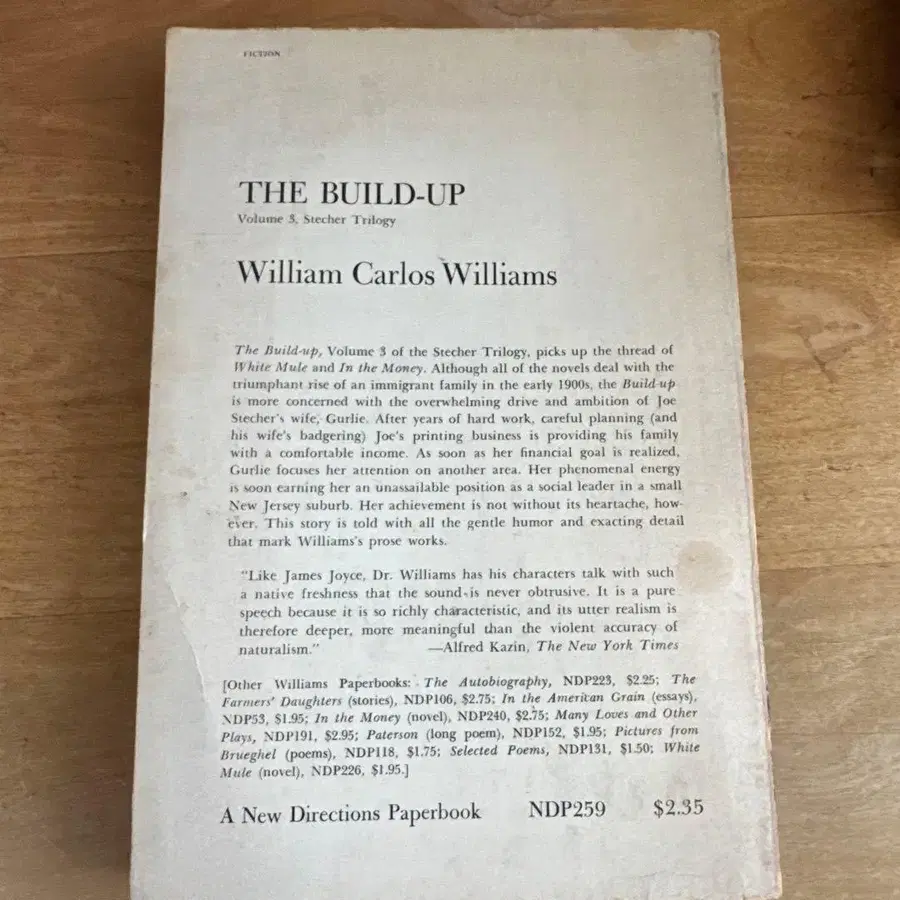 FICTION
THE BUILD-UP
Volume 3, Stecher Trilogy
William Carlos Williams
The Build-up, Volume 3 of the Stecher Trilogy, picks up the thread of
White Mule and In the Money. Although all of the novels deal with the
triumphant rise of an immigrant family in the early 1900s, the Build-up
is more concerned with the overwhelming drive and ambition of Joe
Stecher's wife, Gurlie. After years of hard work, careful planning (and
his wife's badgering) Joe's printing business is providing his family
with a comfortable income. As soon as her financial goal is realized,
Gurlie focuses her attention on another area. Her phenomenal energy
is soon earning her an unassailable position as a social leader in a small
New Jersey suburb. Her achievement is not without its heartache, how-
ever. This story is told with all the gentle humor and exacting detail
that mark Williams's prose works.
"Like James Joyce, Dr. Williams has his characters talk with such
a native freshness that the sound is never obtrusive. It is a pure
speech because it is so richly characteristic, and its utter realism is
therefore deeper, more meaningful than the violent accuracy of
naturalism." —Alfred Kazin, The New York Times
[Other Williams Paperbooks: The Autobiography, NDP223, $2.25; The
Farmers' Daughters (stories), NDP106, $2.75; In the American Grain (essays),
NDP53, $1.95; In the Money (novel), NDP240, $2.75; Many Loves and Other
Plays, NDP191, $2.95; Paterson (long poem), NDP152, $1.95; Pictures from
Brueghel (poems), NDP118, $1.75; Selected Poems, NDP131, $1.50; White
Mule (novel), NDP226, $1.95.]
A New Directions Paperbook NDP259 $2.35